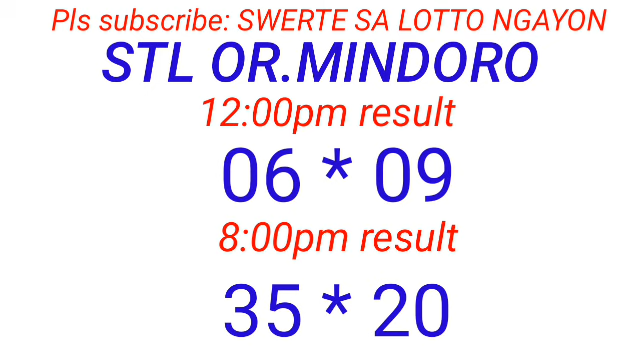 Pls subscribe: SWERTE SA LOTTO NGAYON
STL OR.MINDORO
12:00pm result
06 * 09
8:00pm result
35 * 20